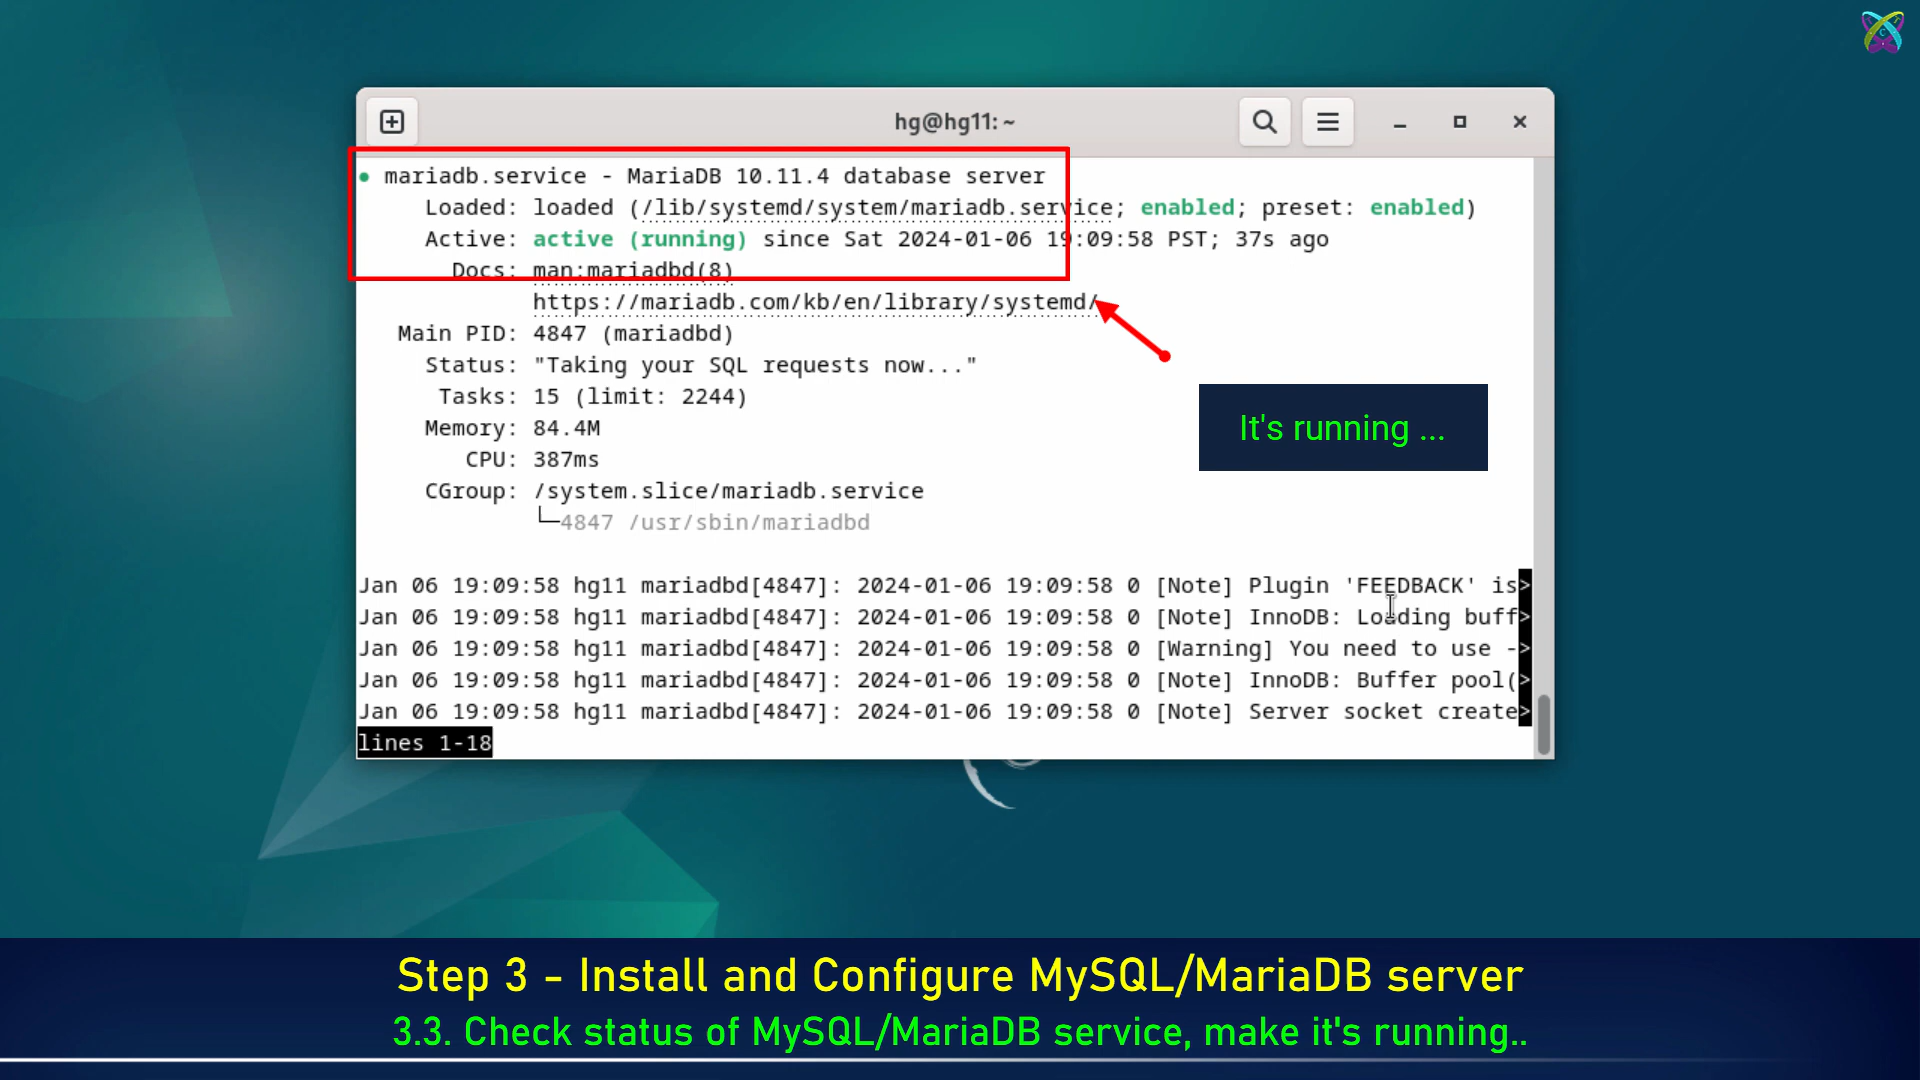 hg@hg11: ~
● mariadb.service - MariaDB 10.11.4 database server
Loaded: loaded (/lib/systemd/system/mariadb.service; enabled; preset: enabled)
Active: active (running) since Sat 2024-01-06 19:09:58 PST; 37s ago
Docs: man:mariadbd(8)
https://mariadb.com/kb/en/library/systemd/
Main PID: 4847 (mariadbd)
Status: "Taking your SQL requests now..."
Tasks: 15 (limit: 2244)
Memory: 84.4M
CPU: 387ms
CGroup: /system.slice/mariadb.service
└─4847 /usr/sbin/mariadbd
It's running ...
Jan 06 19:09:58 hg11 mariadbd[4847]: 2024-01-06 19:09:58 0 [Note] Plugin 'FEEDBACK' is>
Jan 06 19:09:58 hg11 mariadbd[4847]: 2024-01-06 19:09:58 0 [Note] InnoDB: Loading buff>
Jan 06 19:09:58 hg11 mariadbd[4847]: 2024-01-06 19:09:58 0 [Warning] You need to use ->
Jan 06 19:09:58 hg11 mariadbd[4847]: 2024-01-06 19:09:58 0 [Note] InnoDB: Buffer pool(>
Jan 06 19:09:58 hg11 mariadbd[4847]: 2024-01-06 19:09:58 0 [Note] Server socket create>
lines 1-18
Step 3 - Install and Configure MySQL/MariaDB server
3.3. Check status of MySQL/MariaDB service, make it's running..